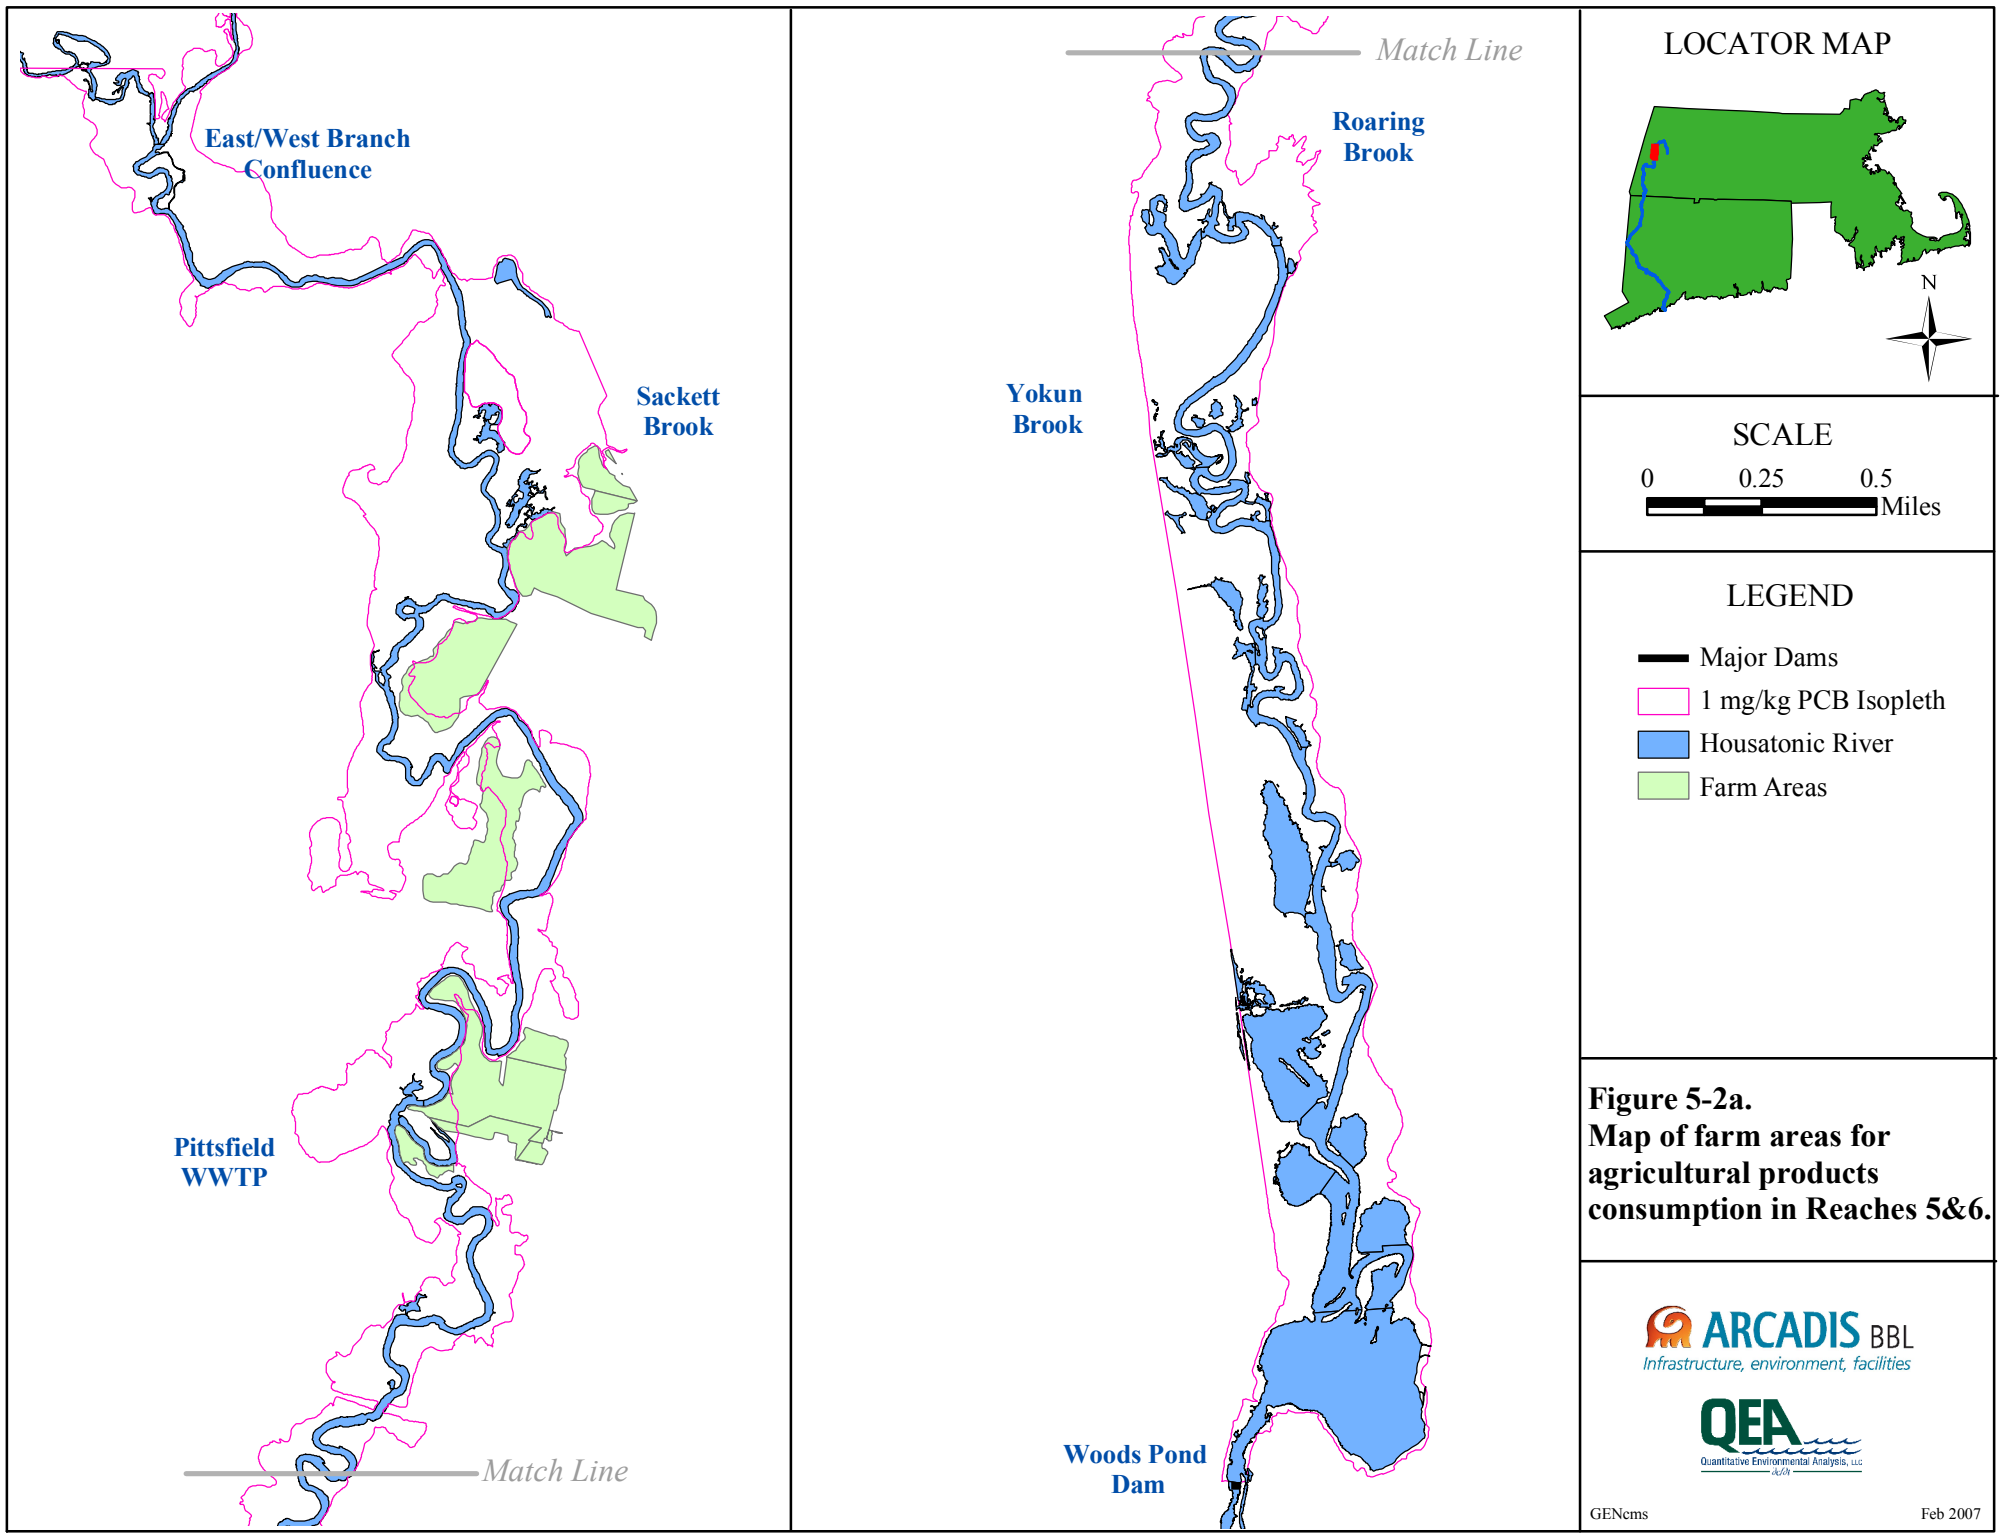 East/West Branch
Confluence
Sackett
Brook
Pittsfield
WWTP
Match Line
Match Line
Roaring
Brook
Yokun
Brook
Woods Pond
Dam
LOCATOR MAP
N
SCALE
0 0.25 0.5
Miles
LEGEND
Major Dams
1 mg/kg PCB Isopleth
Housatonic River
Farm Areas
Figure 5-2a.
Map of farm areas for
agricultural products
consumption in Reaches 5&6.
ARCADIS BBL
Infrastructure, environment, facilities
QEA
Quantitative Environmental Analysis, LLC
GENcms Feb 2007